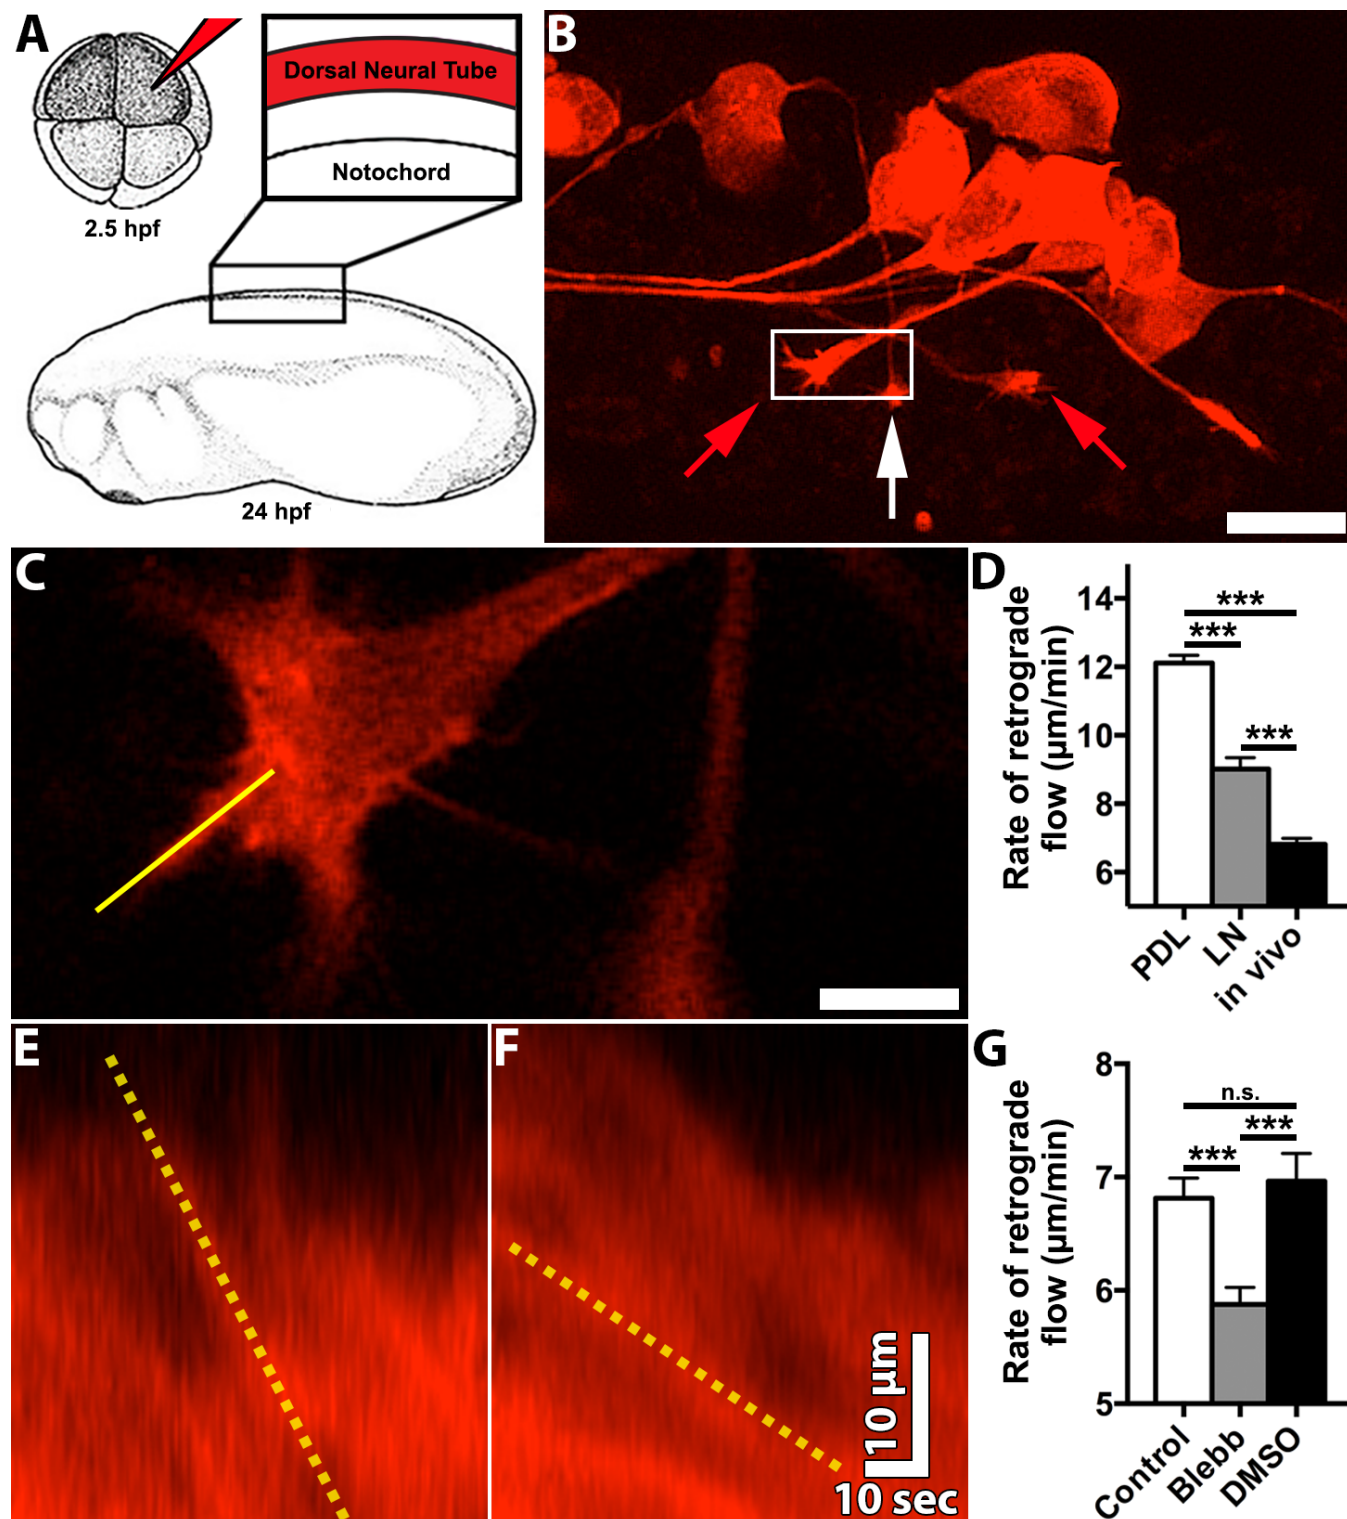 A
2.5 hpf
Dorsal Neural Tube
Notochord
24 hpf
B
C
D
Rate of retrograde
flow (µm/min)
14
12
10
8
6
***
***
***
PDL
LN
in vivo
E
F
10 µm
10 sec
G
Rate of retrograde
flow (µm/min)
8
7
6
5
n.s.
***
***
Control
Blebb
DMSO